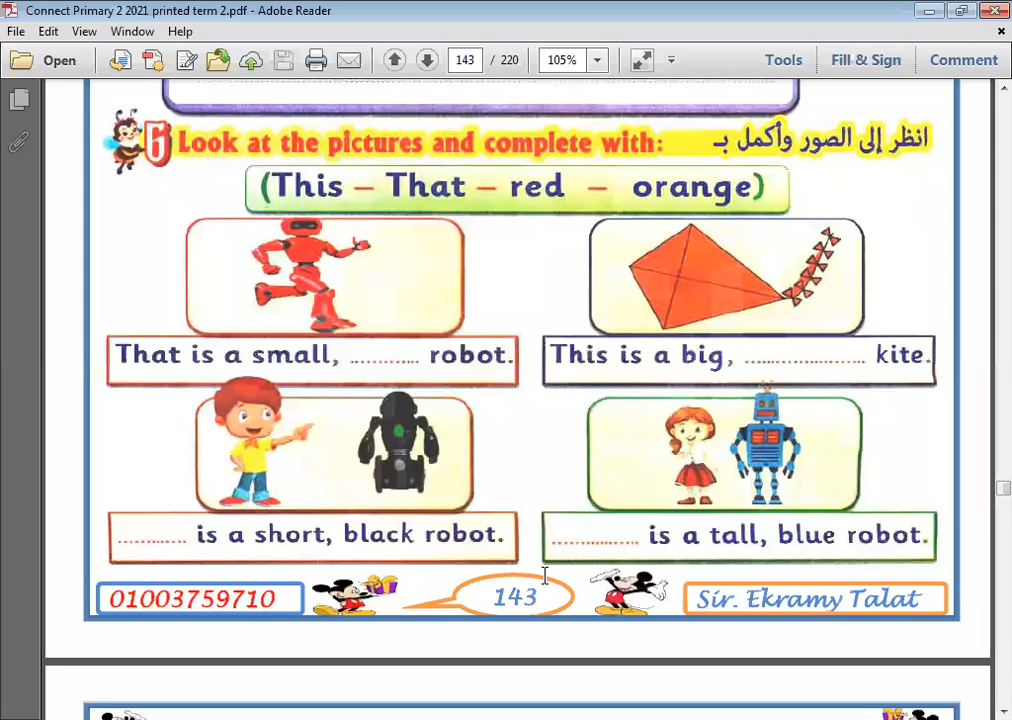 Connect Primary 2 2021 printed term 2.pdf - Adobe Reader
File Edit View Window Help
Open 143 / 220 105% Tools Fill & Sign Comment
6 Look at the pictures and complete with: انظر إلى الصور وأكمل بـ
(This – That – red – orange)
That is a small, ............ robot.
This is a big, ..................... kite.
............ is a short, black robot.
............... is a tall, blue robot.
01003759710
143
Sir. Ekramy Talat